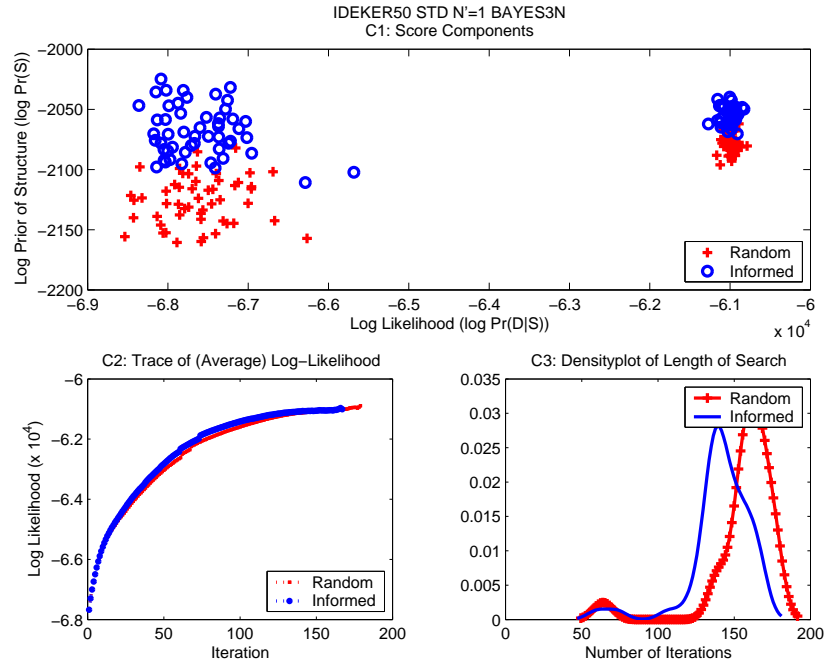 IDEKER50 STD N'=1 BAYES3N
C1: Score Components
Log Prior of Structure (log Pr(S))
−2000
−2050
−2100
−2150
−2200
Random
Informed
−6.9
−6.8
−6.7
−6.6
−6.5
−6.4
−6.3
−6.2
−6.1
−6
Log Likelihood (log Pr(D|S))
x 10^4
C2: Trace of (Average) Log−Likelihood
Log Likelihood (x 10^4)
−6
−6.2
−6.4
−6.6
−6.8
Random
Informed
0
50
100
150
200
Iteration
C3: Densityplot of Length of Search
0.035
0.03
0.025
0.02
0.015
0.01
0.005
0
Random
Informed
0
50
100
150
200
Number of Iterations